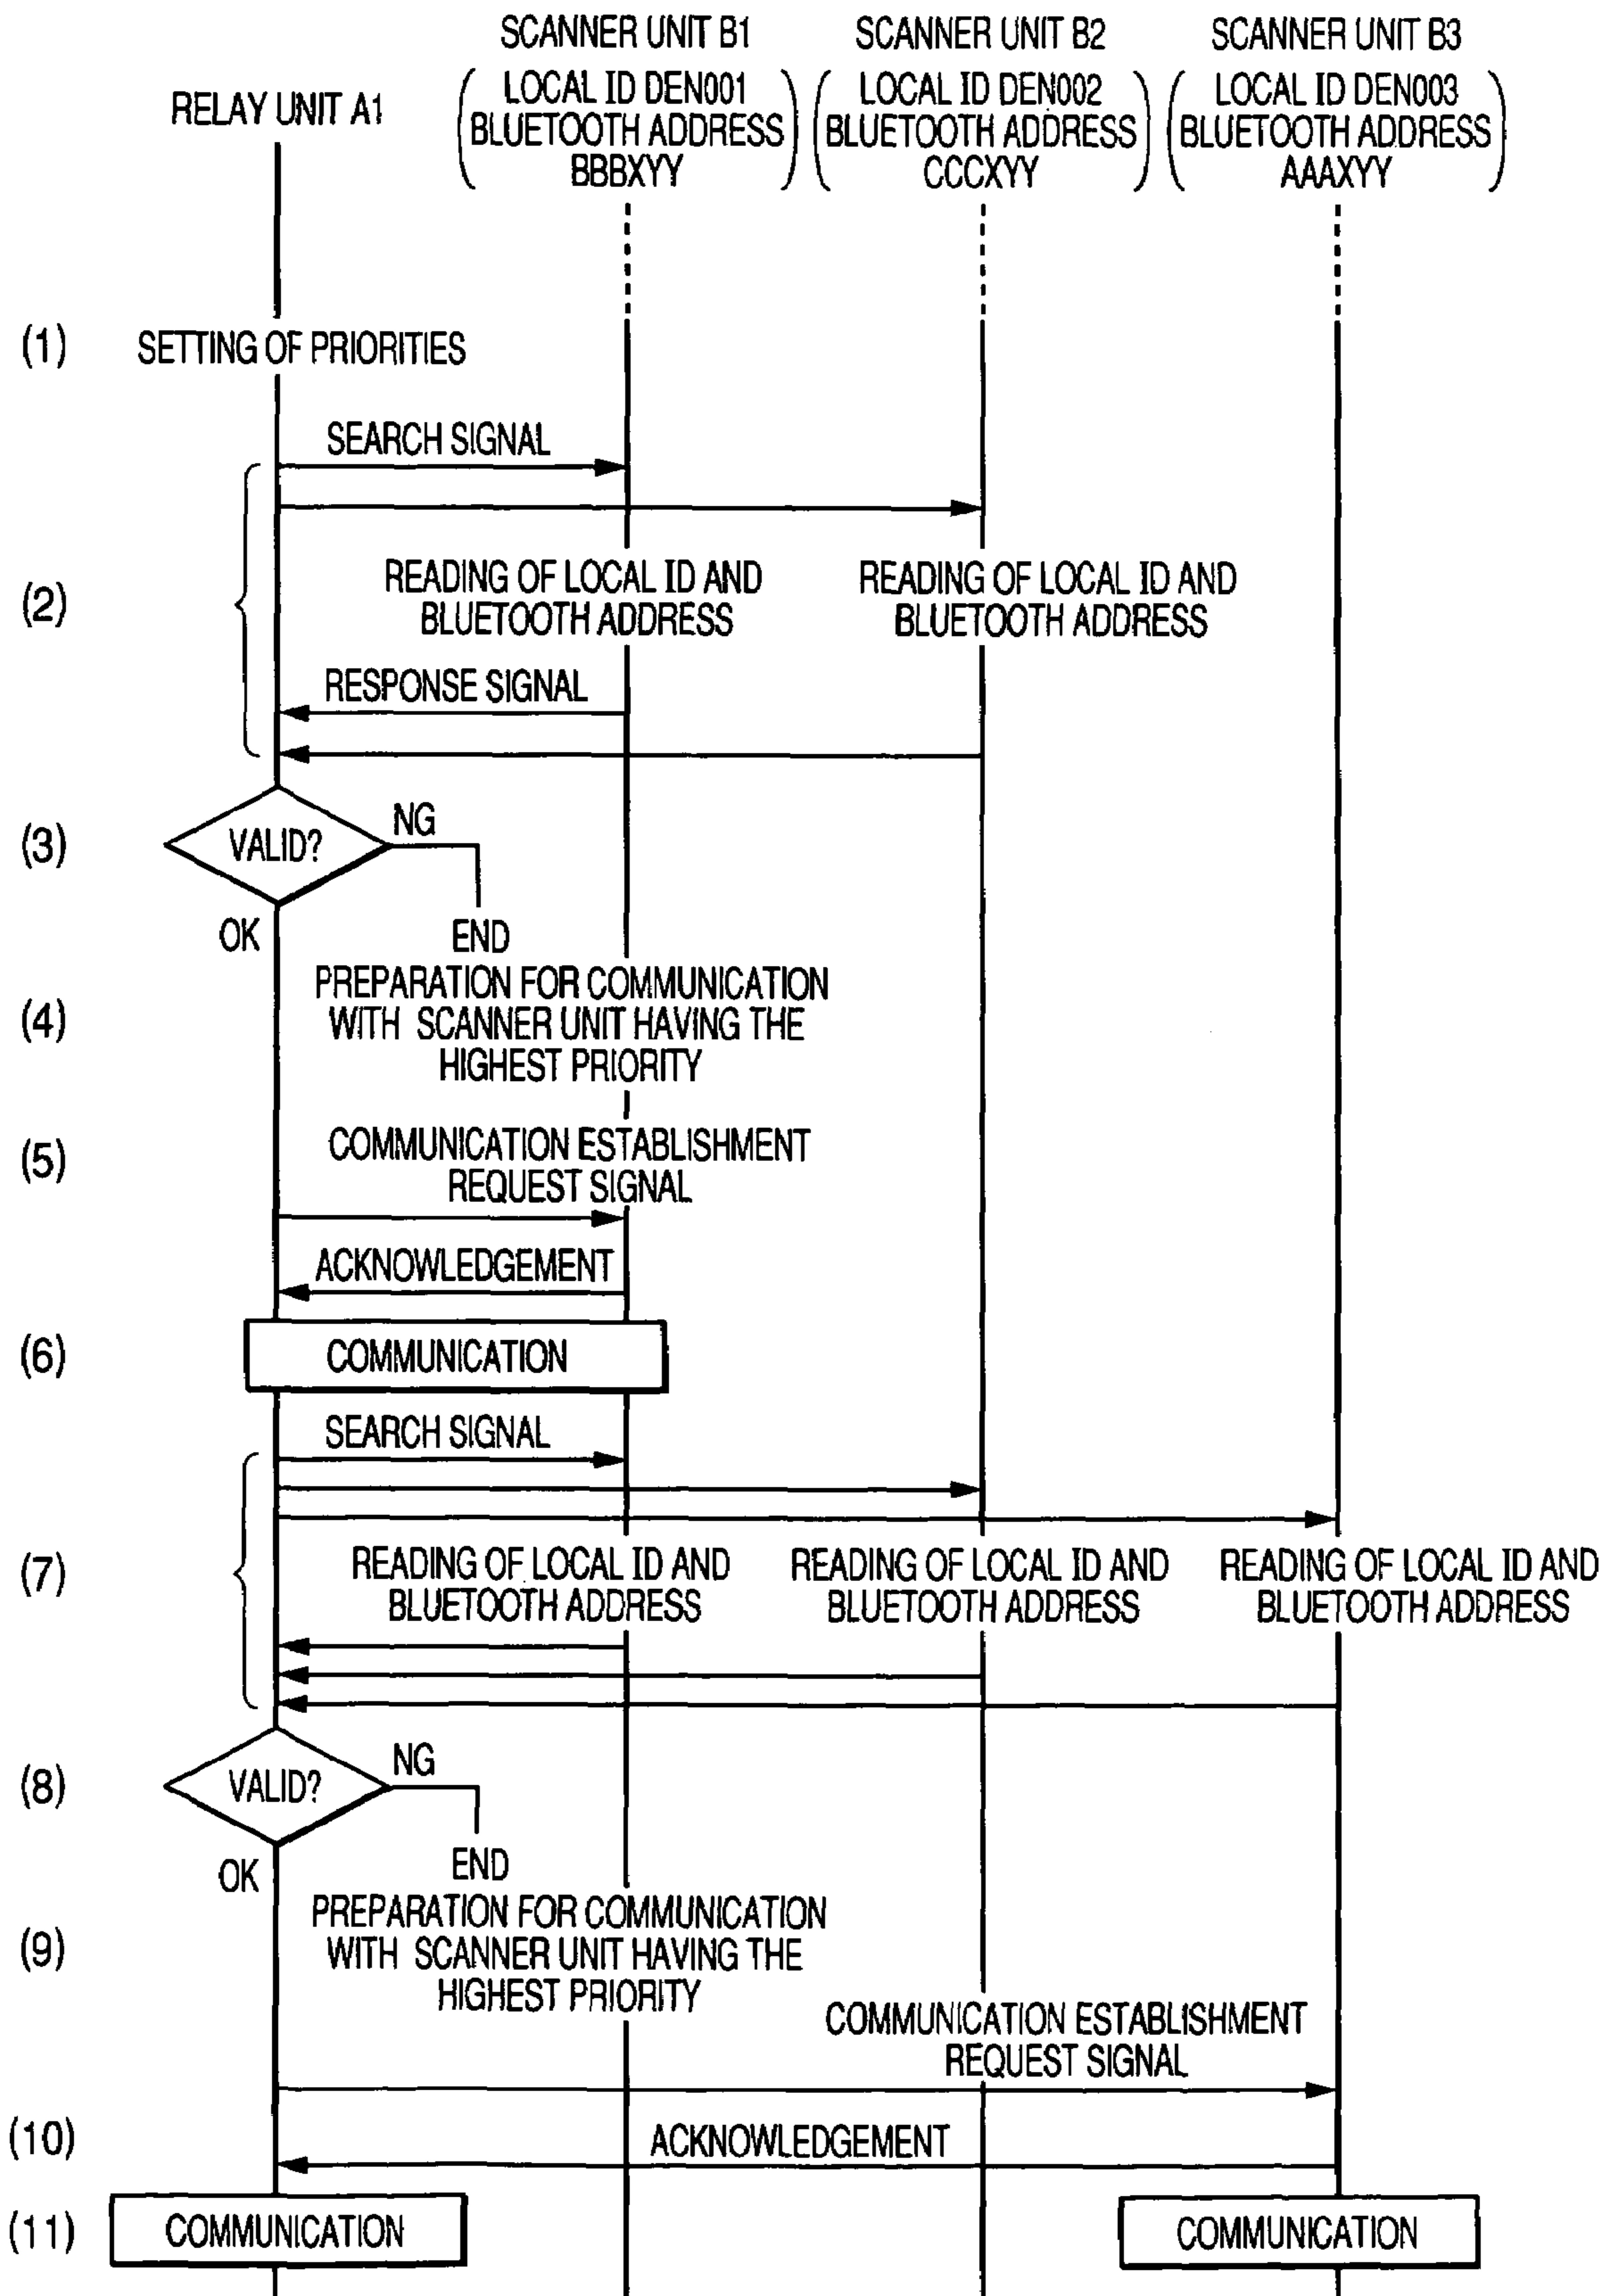 SCANNER UNIT B1
SCANNER UNIT B2
SCANNER UNIT B3
RELAY UNIT A1
LOCAL ID DEN001
BLUETOOTH ADDRESS
BBBXYY
LOCAL ID DEN002
BLUETOOTH ADDRESS
CCCXYY
LOCAL ID DEN003
BLUETOOTH ADDRESS
AAAXYY
(1)
SETTING OF PRIORITIES
SEARCH SIGNAL
(2)
READING OF LOCAL ID AND
BLUETOOTH ADDRESS
READING OF LOCAL ID AND
BLUETOOTH ADDRESS
RESPONSE SIGNAL
(3)
VALID?
NG
OK
END
(4)
PREPARATION FOR COMMUNICATION
WITH SCANNER UNIT HAVING THE
HIGHEST PRIORITY
(5)
COMMUNICATION ESTABLISHMENT
REQUEST SIGNAL
ACKNOWLEDGEMENT
(6)
COMMUNICATION
SEARCH SIGNAL
(7)
READING OF LOCAL ID AND
BLUETOOTH ADDRESS
READING OF LOCAL ID AND
BLUETOOTH ADDRESS
READING OF LOCAL ID AND
BLUETOOTH ADDRESS
(8)
VALID?
NG
OK
END
(9)
PREPARATION FOR COMMUNICATION
WITH SCANNER UNIT HAVING THE
HIGHEST PRIORITY
COMMUNICATION ESTABLISHMENT
REQUEST SIGNAL
(10)
ACKNOWLEDGEMENT
(11)
COMMUNICATION
COMMUNICATION